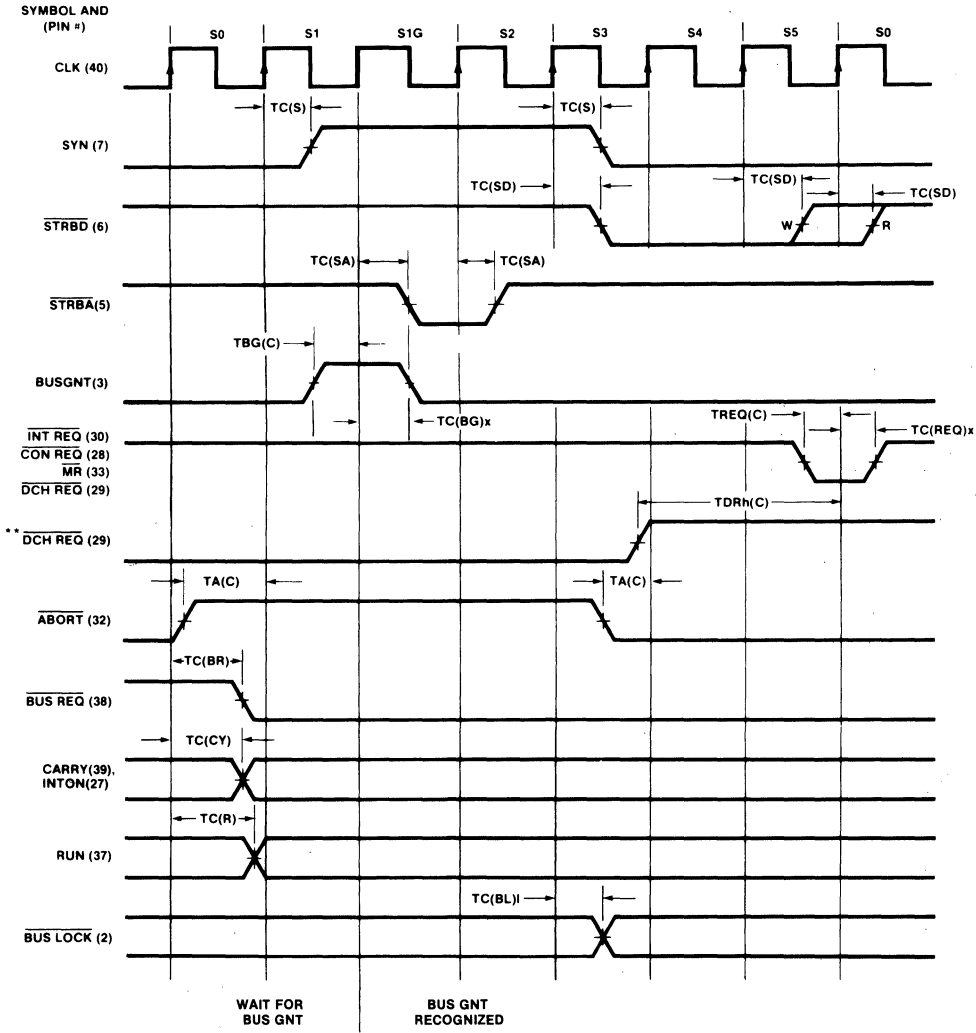 SYMBOL AND
(PIN #)
S0 S1 S1G S2 S3 S4 S5 S0
CLK (40)
TC(S) TC(S)
SYN (7)
TC(SD) TC(SD) TC(SD)
STRBD (6) W R
TC(SA) TC(SA)
STRBA(5)
TBG(C)
BUSGNT(3)
TC(BG)x TREQ(C) TC(REQ)x
INT REQ (30)
CON REQ (28)
MR (33)
DCH REQ (29)
TDRh(C)
** DCH REQ (29)
TA(C) TA(C)
ABORT (32)
TC(BR)
BUS REQ (38)
TC(CY)
CARRY(39),
INTON(27)
TC(R)
RUN (37)
TC(BL)I
BUS LOCK (2)
WAIT FOR
BUS GNT
BUS GNT
RECOGNIZED